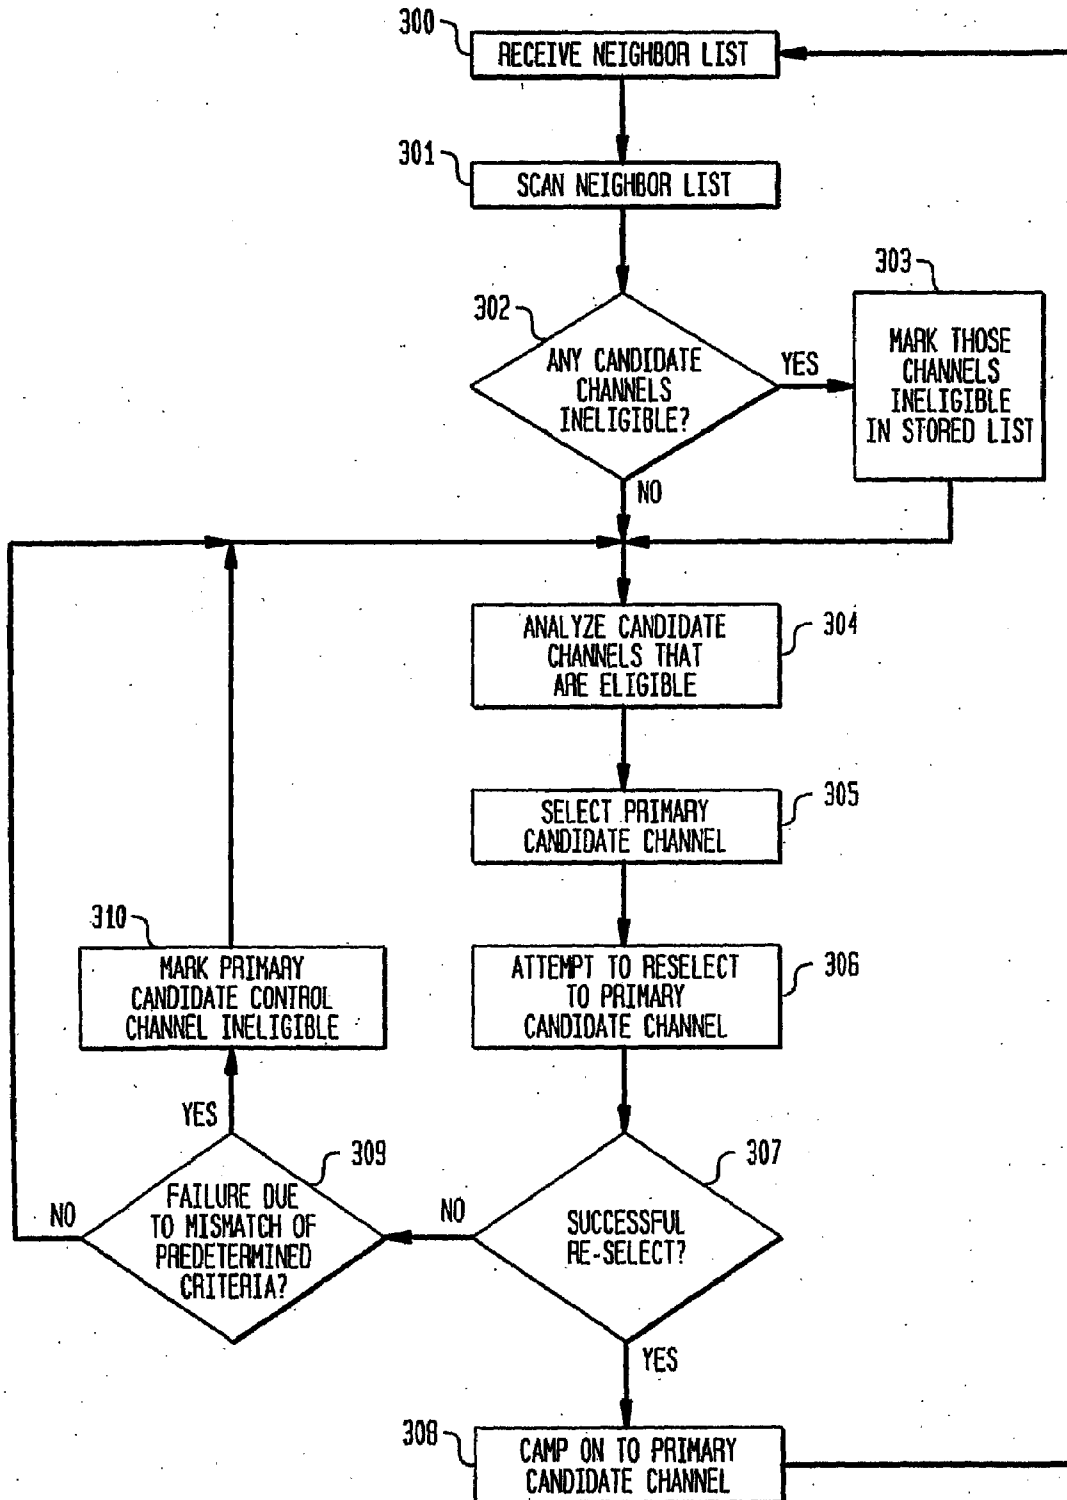 300
RECEIVE NEIGHBOR LIST
301
SCAN NEIGHBOR LIST
302
ANY CANDIDATE
CHANNELS
INELIGIBLE?
YES
NO
303
MARK THOSE
CHANNELS
INELIGIBLE
IN STORED LIST
304
ANALYZE CANDIDATE
CHANNELS THAT
ARE ELIGIBLE
305
SELECT PRIMARY
CANDIDATE CHANNEL
306
ATTEMPT TO RESELECT
TO PRIMARY
CANDIDATE CHANNEL
307
SUCCESSFUL
RE-SELECT?
NO
YES
309
FAILURE DUE
TO MISMATCH OF
PREDETERMINED
CRITERIA?
NO
YES
310
MARK PRIMARY
CANDIDATE CONTROL
CHANNEL INELIGIBLE
308
CAMP ON TO PRIMARY
CANDIDATE CHANNEL